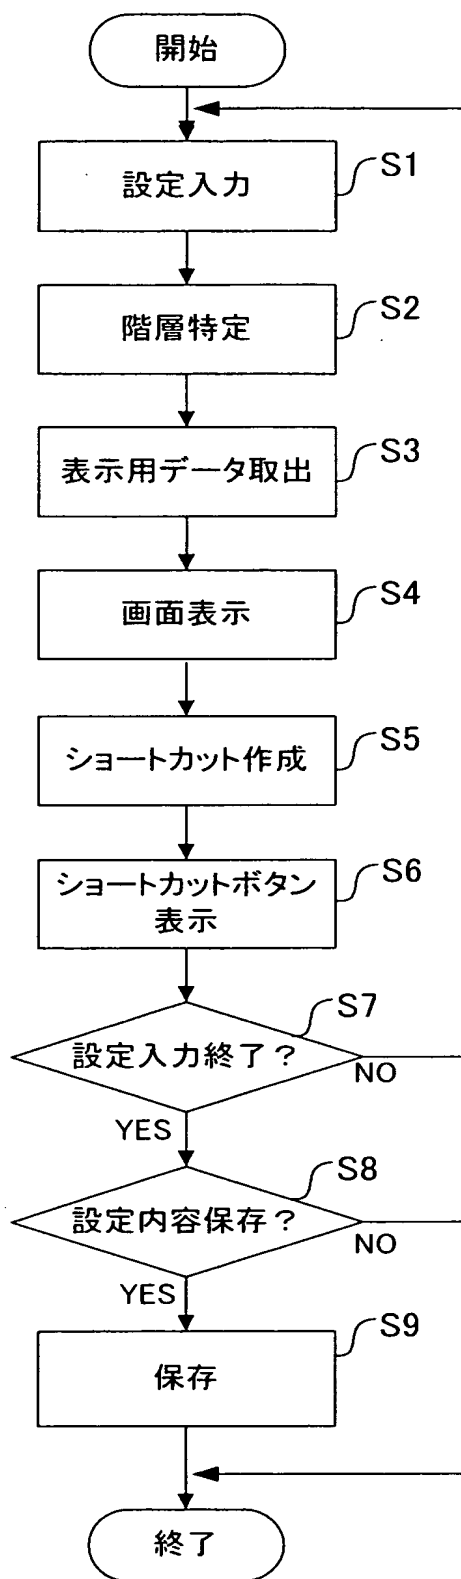 開始
設定入力
S1
階層特定
S2
表示用データ取出
S3
画面表示
S4
ショートカット作成
S5
ショートカットボタン
表示
S6
設定入力終了?
S7
NO
YES
設定内容保存?
S8
NO
YES
保存
S9
終了